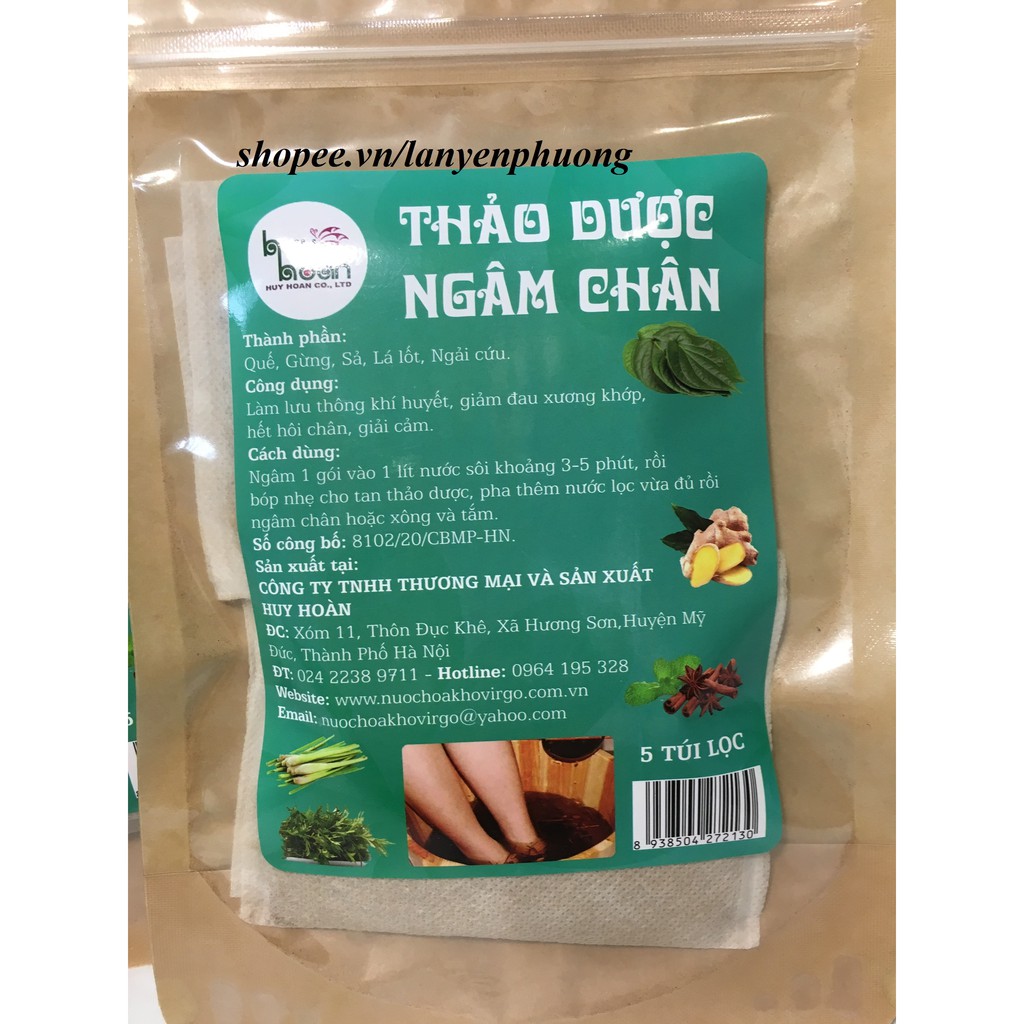 shopee.vn/lanyenphuong
THẢO DƯỢC
NGÂM CHÂN
hoàn
HUY HOAN CO., LTD
Thành phần:
Quế, Gừng, Sả, Lá lốt, Ngải cứu.
Công dụng:
Làm lưu thông khí huyết, giảm đau xương khớp,
hết hôi chân, giải cảm.
Cách dùng:
Ngâm 1 gói vào 1 lít nước sôi khoảng 3-5 phút, rồi
bóp nhẹ cho tan thảo dược, pha thêm nước lọc vừa đủ rồi
ngâm chân hoặc xông và tắm.
Số công bố: 8102/20/CBMP-HN.
Sản xuất tại:
CÔNG TY TNHH THƯƠNG MẠI VÀ SẢN XUẤT
HUY HOÀN
ĐC: Xóm 11, Thôn Đục Khê, Xã Hương Sơn,Huyện Mỹ
Đức, Thành Phố Hà Nội
ĐT: 024 2238 9711 - Hotline: 0964 195 328
Website: www.nuochoakhovirgo.com.vn
Email: nuochoakhovirgo@yahoo.com
5 TÚI LỌC
8 938504 272130